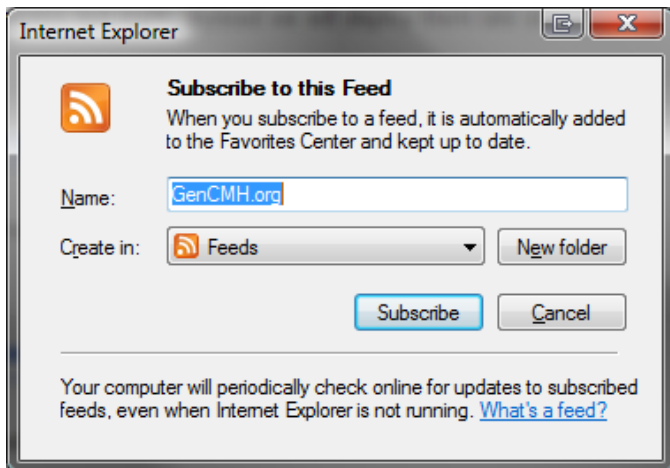 Internet Explorer
Subscribe to this Feed
When you subscribe to a feed, it is automatically added
to the Favorites Center and kept up to date.
Name:
GenCMH.org
Create in:
Feeds
New folder
Subscribe
Cancel
Your computer will periodically check online for updates to subscribed
feeds, even when Internet Explorer is not running. What's a feed?